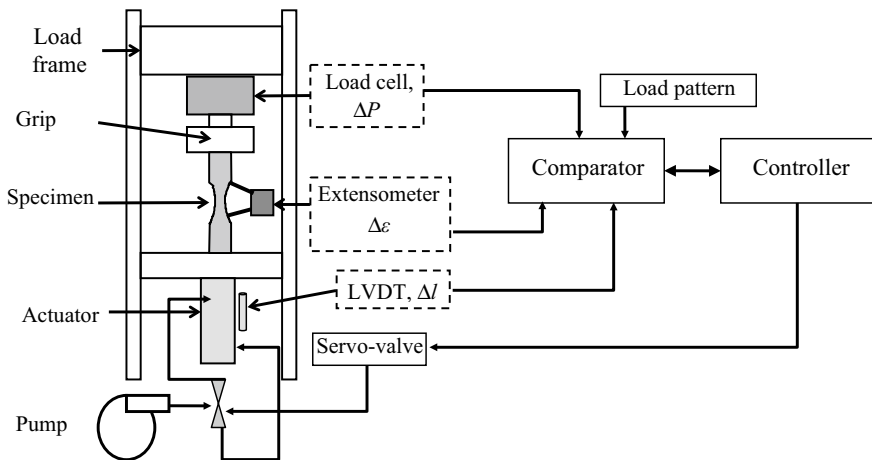 Load
frame
Load cell,
ΔP
Load pattern
Grip
Comparator
Controller
Specimen
Extensometer
Δε
LVDT, Δl
Actuator
Servo-valve
Pump